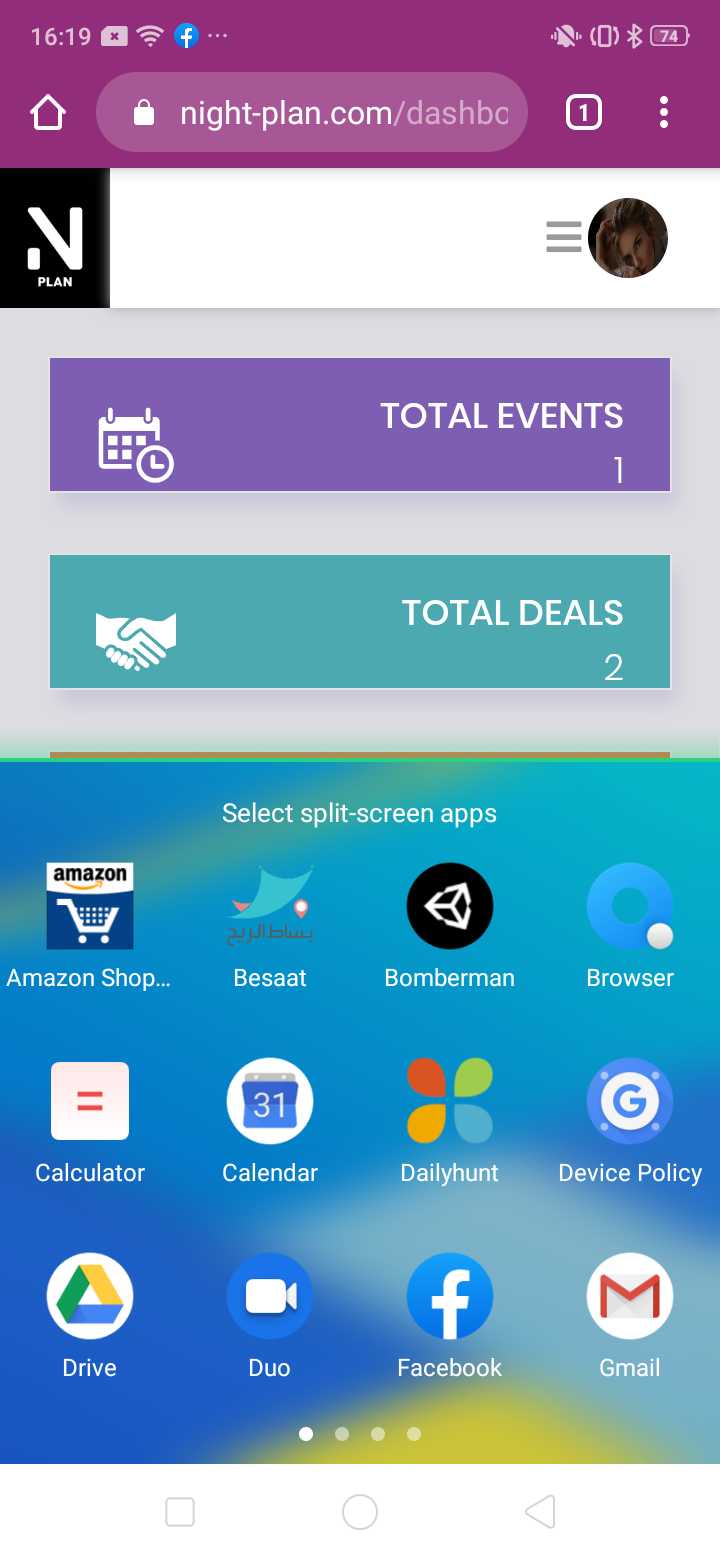 16:19
74
night-plan.com/dashbo
1
N
PLAN
TOTAL EVENTS
1
TOTAL DEALS
2
Select split-screen apps
amazon
بساط الريح
Amazon Shop...
Besaat
Bomberman
Browser
31
G
Calculator
Calendar
Dailyhunt
Device Policy
Drive
Duo
Facebook
Gmail